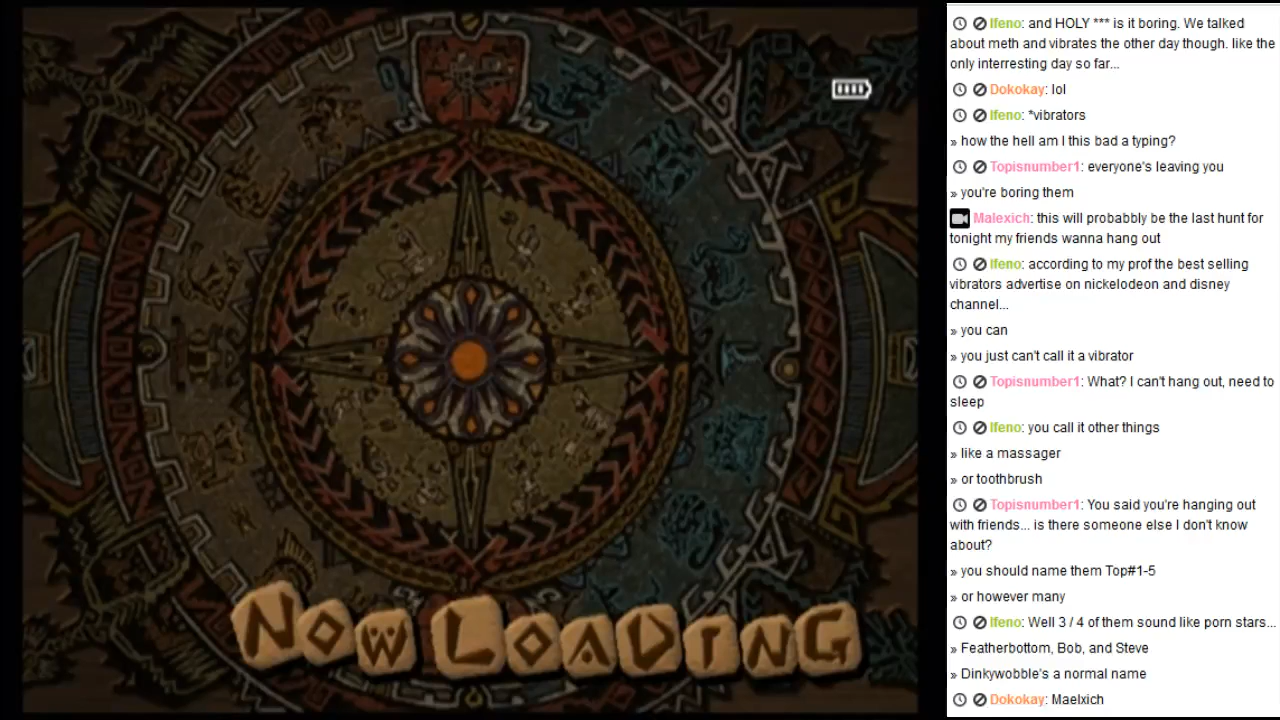 Ifeno: and HOLY *** is it boring. We talked
about meth and vibrates the other day though. like the
only interresting day so far...
Dokokay: lol
Ifeno: *vibrators
» how the hell am I this bad a typing?
Topisnumber1: everyone's leaving you
» you're boring them
Malexich: this will probabbly be the last hunt for
tonight my friends wanna hang out
Ifeno: according to my prof the best selling
vibrators advertise on nickelodeon and disney
channel...
» you can
» you just can't call it a vibrator
Topisnumber1: What? I can't hang out, need to
sleep
Ifeno: you call it other things
» like a massager
» or toothbrush
Topisnumber1: You said you're hanging out
with friends... is there someone else I don't know
about?
» you should name them Top#1-5
» or however many
Ifeno: Well 3 / 4 of them sound like porn stars...
» Featherbottom, Bob, and Steve
» Dinkywobble's a normal name
Dokokay: Maelxich
NOW LOADING